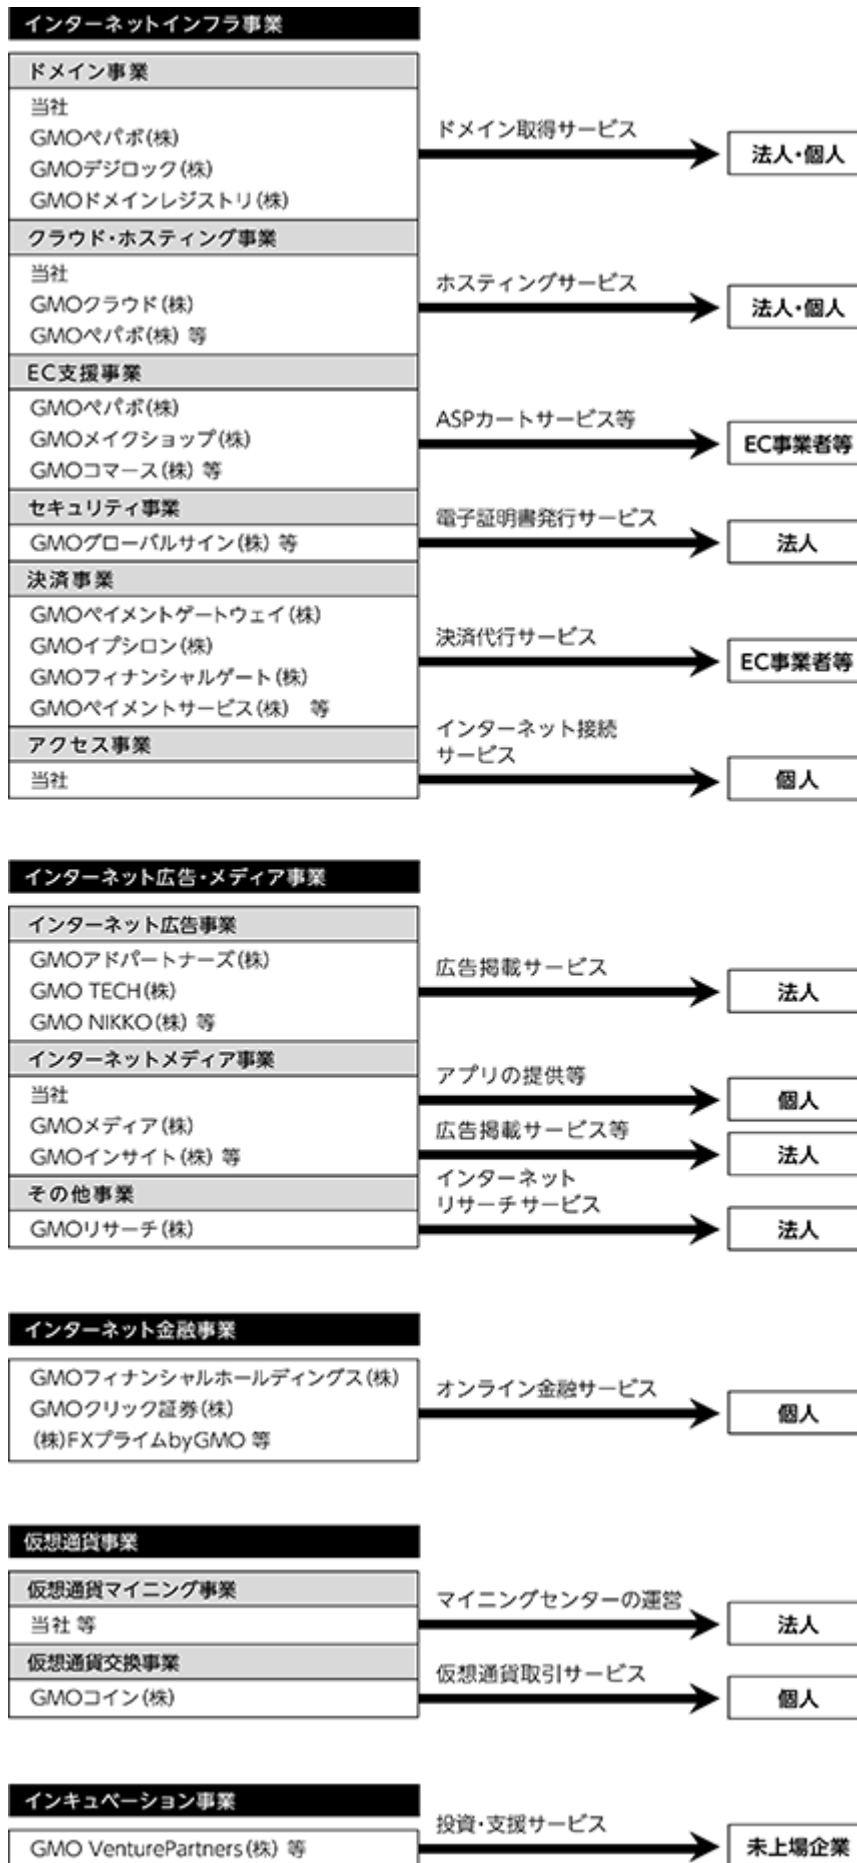 インターネットインフラ事業
ドメイン事業
当社
GMOペパボ(株)
GMOデジロック(株)
GMOドメインレジストリ(株)
ドメイン取得サービス
法人・個人
クラウド・ホスティング事業
当社
GMOクラウド(株)
GMOペパボ(株) 等
ホスティングサービス
法人・個人
EC支援事業
GMOペパボ(株)
GMOメイクショップ(株)
GMOコマース(株) 等
ASPカートサービス等
EC事業者等
セキュリティ事業
GMOグローバルサイン(株) 等
電子証明書発行サービス
法人
決済事業
GMOペイメントゲートウェイ(株)
GMOイプシロン(株)
GMOフィナンシャルゲート(株)
GMOペイメントサービス(株) 等
決済代行サービス
EC事業者等
アクセス事業
当社
インターネット接続
サービス
個人
インターネット広告・メディア事業
インターネット広告事業
GMOアドパートナーズ(株)
GMO TECH(株)
GMO NIKKO(株) 等
広告掲載サービス
法人
インターネットメディア事業
当社
GMOメディア(株)
GMOインサイト(株) 等
アプリの提供等
個人
広告掲載サービス等
法人
その他事業
GMOリサーチ(株)
インターネット
リサーチサービス
法人
インターネット金融事業
GMOフィナンシャルホールディングス(株)
GMOクリック証券(株)
(株)FXプライムbyGMO 等
オンライン金融サービス
個人
仮想通貨事業
仮想通貨マイニング事業
当社 等
マイニングセンターの運営
法人
仮想通貨交換事業
GMOコイン(株)
仮想通貨取引サービス
個人
インキュベーション事業
GMO VenturePartners(株) 等
投資・支援サービス
未上場企業